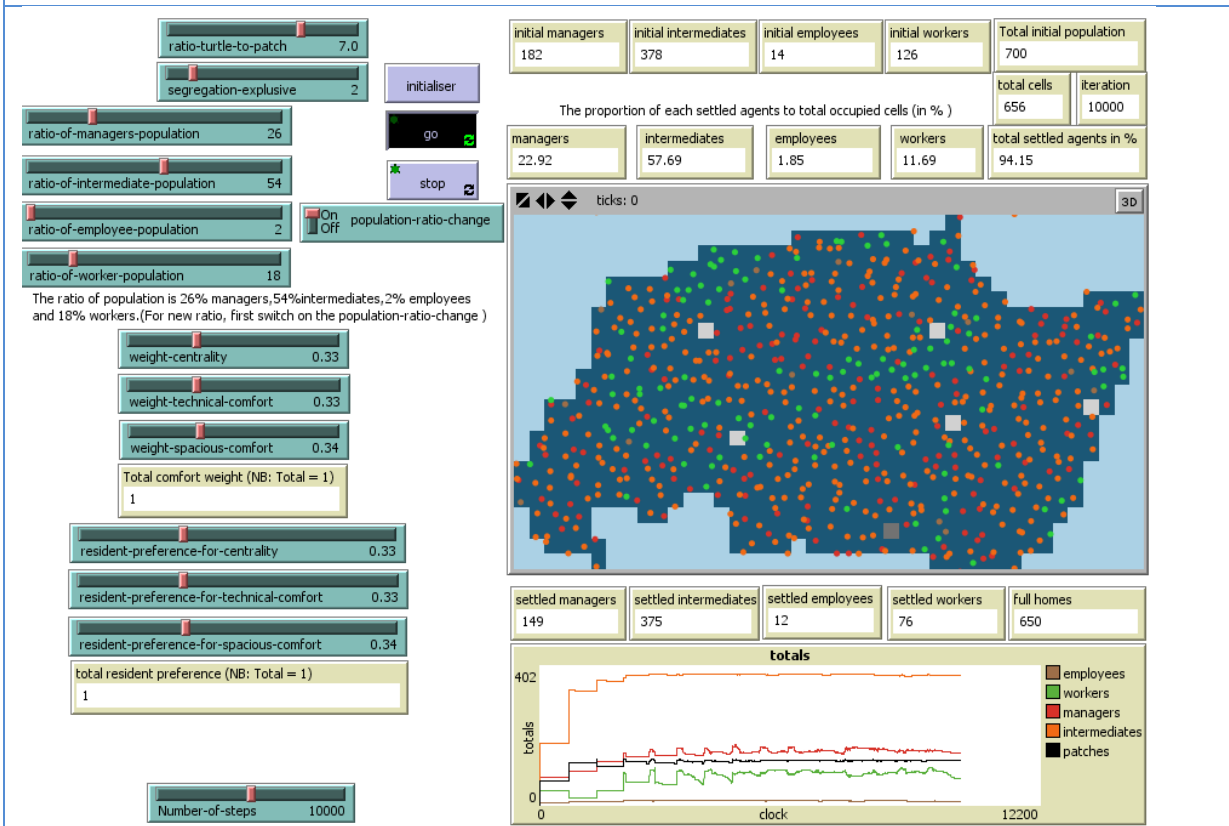 ratio-turtle-to-patch 7.0
segregation-explusive 2
initialiser
ratio-of-managers-population 26
go
ratio-of-intermediate-population 54
stop
ratio-of-employee-population 2
On
Off
population-ratio-change
ratio-of-worker-population 18
The ratio of population is 26% managers,54%intermediates,2% employees
and 18% workers.(For new ratio, first switch on the population-ratio-change )
weight-centrality 0.33
weight-technical-comfort 0.33
weight-spacious-comfort 0.34
Total comfort weight (NB: Total = 1)
1
resident-preference-for-centrality 0.33
resident-preference-for-technical-comfort 0.33
resident-preference-for-spacious-comfort 0.34
total resident preference (NB: Total = 1)
1
Number-of-steps 10000
initial managers
182
initial intermediates
378
initial employees
14
initial workers
126
Total initial population
700
total cells
656
iteration
10000
The proportion of each settled agents to total occupied cells (in % )
managers
22.92
intermediates
57.69
employees
1.85
workers
11.69
total settled agents in %
94.15
ticks: 0
3D
settled managers
149
settled intermediates
375
settled employees
12
settled workers
76
full homes
650
totals
402
totals
0
0
clock
12200
employees
workers
managers
intermediates
patches